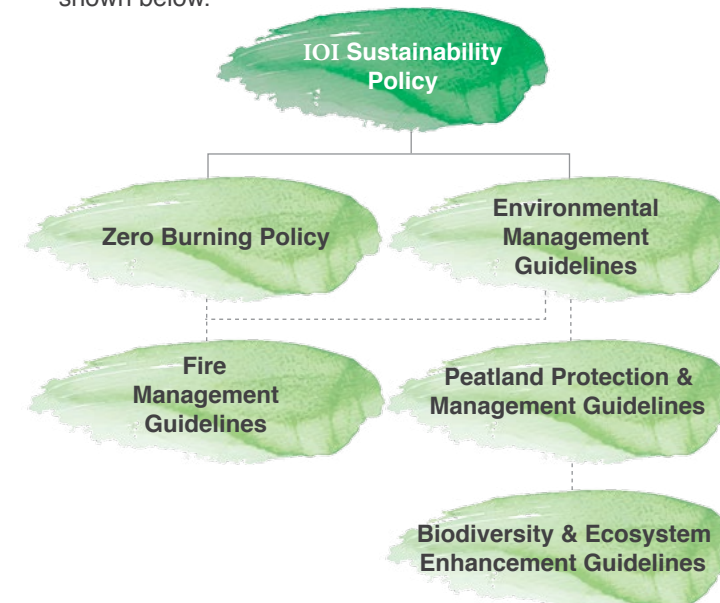 shown below.
IOI Sustainability
Policy
Zero Burning Policy
Environmental
Management
Guidelines
Fire
Management
Guidelines
Peatland Protection &
Management Guidelines
Biodiversity & Ecosystem
Enhancement Guidelines